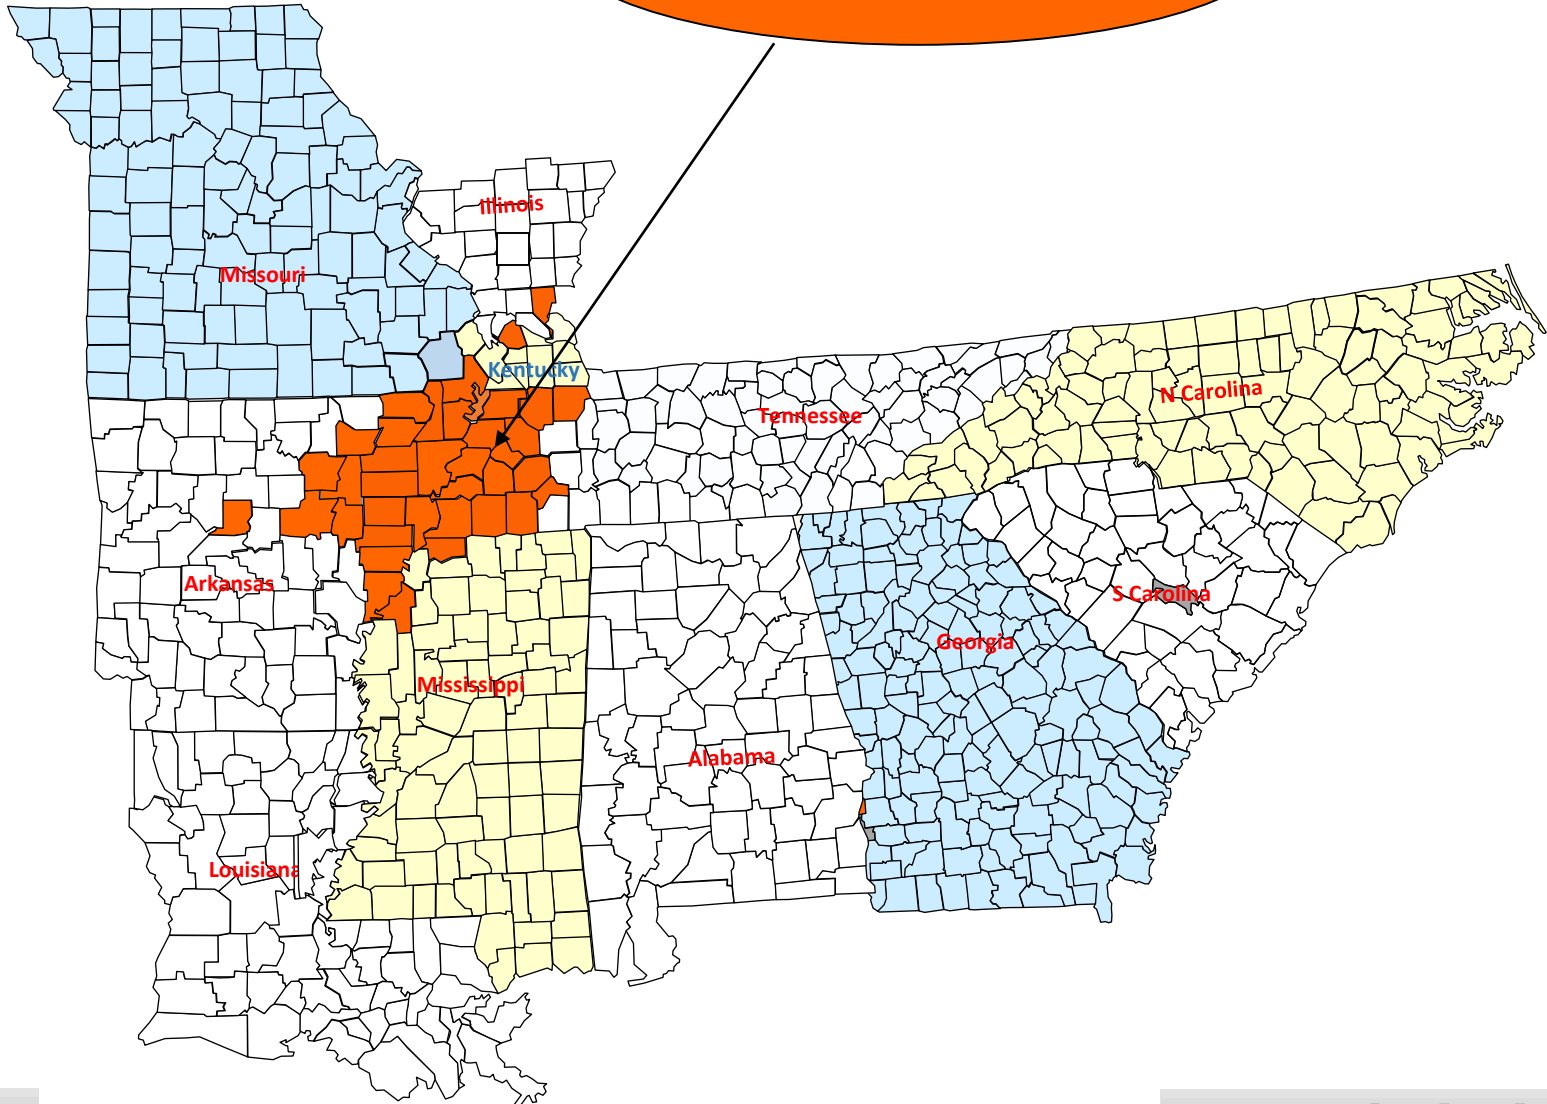 Illinois
Missouri
Kentucky
N Carolina
Tennessee
Arkansas
S Carolina
Georgia
Mississippi
Alabama
Louisiana